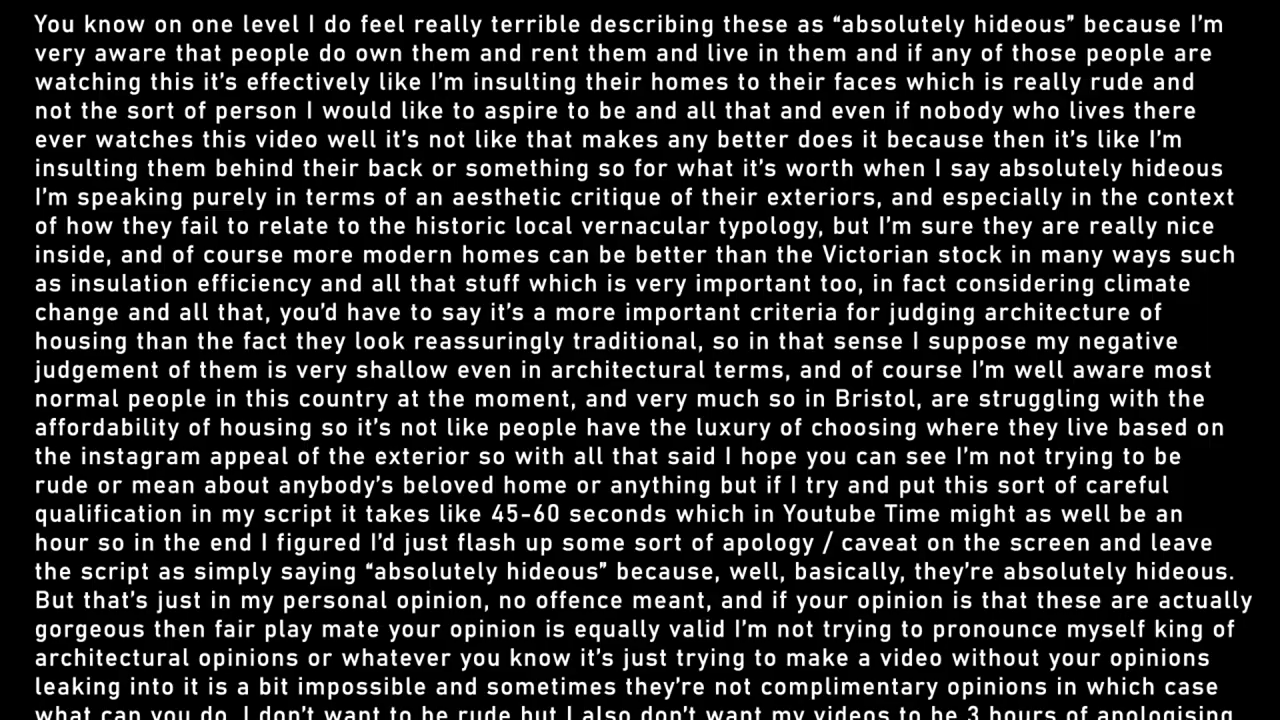 You know on one level I do feel really terrible describing these as “absolutely hideous” because I’m
very aware that people do own them and rent them and live in them and if any of those people are
watching this it’s effectively like I’m insulting their homes to their faces which is really rude and
not the sort of person I would like to aspire to be and all that and even if nobody who lives there
ever watches this video well it’s not like that makes any better does it because then it’s like I’m
insulting them behind their back or something so for what it’s worth when I say absolutely hideous
I’m speaking purely in terms of an aesthetic critique of their exteriors, and especially in the context
of how they fail to relate to the historic local vernacular typology, but I’m sure they are really nice
inside, and of course more modern homes can be better than the Victorian stock in many ways such
as insulation efficiency and all that stuff which is very important too, in fact considering climate
change and all that, you’d have to say it’s a more important criteria for judging architecture of
housing than the fact they look reassuringly traditional, so in that sense I suppose my negative
judgement of them is very shallow even in architectural terms, and of course I’m well aware most
normal people in this country at the moment, and very much so in Bristol, are struggling with the
affordability of housing so it’s not like people have the luxury of choosing where they live based on
the instagram appeal of the exterior so with all that said I hope you can see I’m not trying to be
rude or mean about anybody’s beloved home or anything but if I try and put this sort of careful
qualification in my script it takes like 45-60 seconds which in Youtube Time might as well be an
hour so in the end I figured I’d just flash up some sort of apology / caveat on the screen and leave
the script as simply saying “absolutely hideous” because, well, basically, they’re absolutely hideous.
But that’s just in my personal opinion, no offence meant, and if your opinion is that these are actually
gorgeous then fair play mate your opinion is equally valid I’m not trying to pronounce myself king of
architectural opinions or whatever you know it’s just trying to make a video without your opinions
leaking into it is a bit impossible and sometimes they’re not complimentary opinions in which case
what can you do, I don’t want to be rude but I also don’t want my videos to be 3 hours of apologising